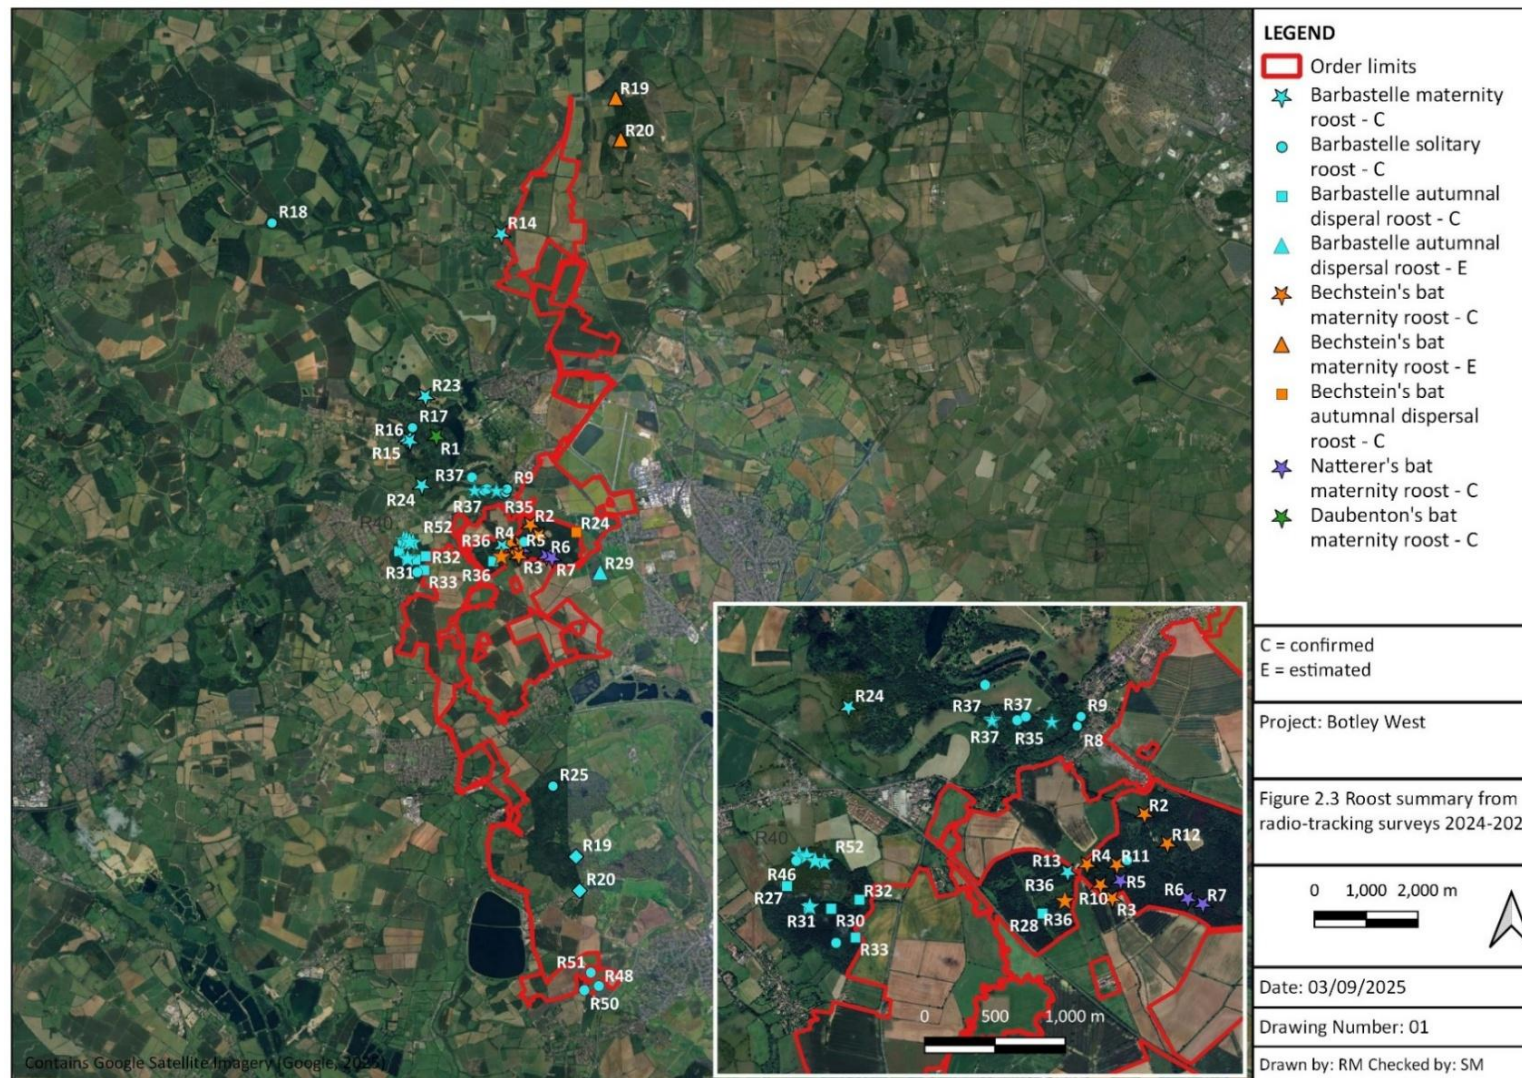 R19
R20
R18
R14
R23
R17
R16
R1
R15
R37
R9
R24
R37
R35
R40
R52
R2
R24
R4
R36
R5
R6
R32
R3
R7
R29
R31
R33
R36
R25
R19
R20
R51
R48
R50
Contains Google Satellite Imagery (Google,
R24
R37
R37
R9
R37
R35
R8
R2
R40
R52
R12
R46
R13
R4
R11
R27
R32
R36
R5
R6
R7
R31
R30
R10
R3
R28
R36
R33
0 500 1,000 m
LEGEND
Order limits
Barbastelle maternity
roost - C
Barbastelle solitary
roost - C
Barbastelle autumnal
disperal roost - C
Barbastelle autumnal
dispersal roost - E
Bechstein's bat
maternity roost - C
Bechstein's bat
maternity roost - E
Bechstein's bat
autumnal dispersal
roost - C
Natterer's bat
maternity roost - C
Daubenton's bat
maternity roost - C
C = confirmed
E = estimated
Project: Botley West
Figure 2.3 Roost summary from
radio-tracking surveys 2024-202
0 1,000 2,000 m
Date: 03/09/2025
Drawing Number: 01
Drawn by: RM Checked by: SM